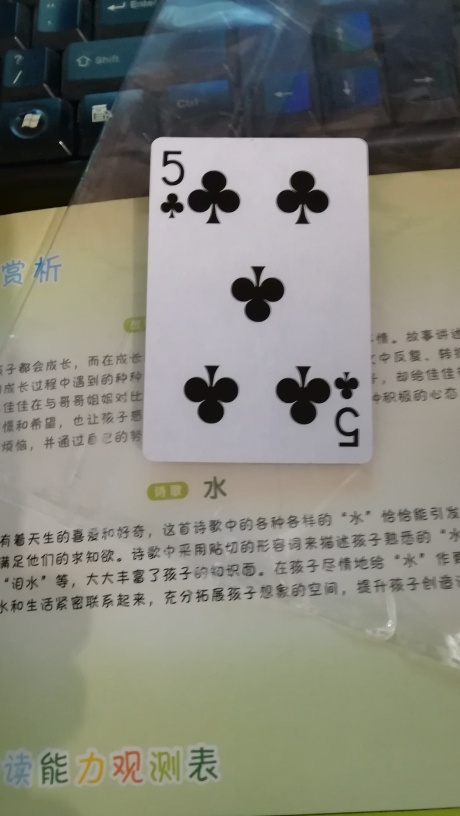 Enter
Shift
Ctrl
5
赏析
情。故事讲述
孩子都会成长，而在成长
中反复、转折
成长过程中遇到的种种
，却给佳佳
佳佳在与哥哥姐姐对比
种积极的心态
惯和希望，也让孩子感
烦恼，并通过自己的努
5
诗歌 水
有着天生的喜爱和好奇，这首诗歌中的各种各样的“水”恰恰能引发
满足他们的求知欲。诗歌中采用贴切的形容词来描述孩子熟悉的“水
“泪水”等，大大丰富了孩子的知识面。在孩子尽情地给“水”作
水和生活紧密联系起来，充分拓展孩子想象的空间，提升孩子创造
读能力观测表